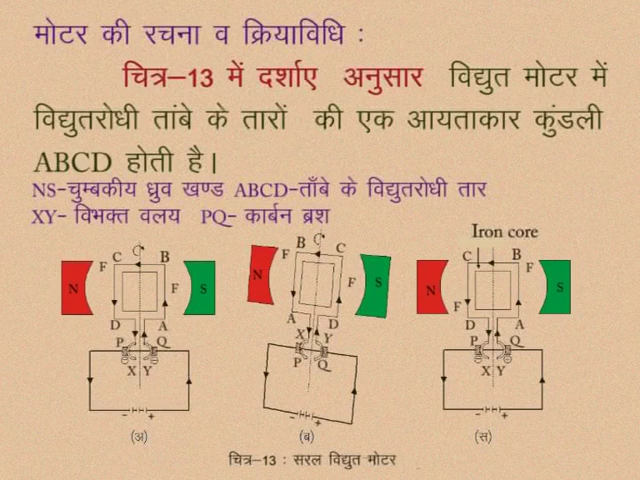 मोटर की रचना व क्रियाविधि :
चित्र–13 में दर्शाए अनुसार विद्युत मोटर में
विद्युतरोधी तांबे के तारों की एक आयताकार कुंडली
ABCD होती है।
NS-चुम्बकीय ध्रुव खण्ड ABCD-ताँबे के विद्युतरोधी तार
XY- विभक्त वलय PQ- कार्बन ब्रश
Iron core
C B B C C B
F F F
N F S N F S N F S
D A A D D A
P Q X Y P Q
X Y P Q X Y
- + - + - +
(अ) (ब) (स)
चित्र–13 : सरल विद्युत मोटर